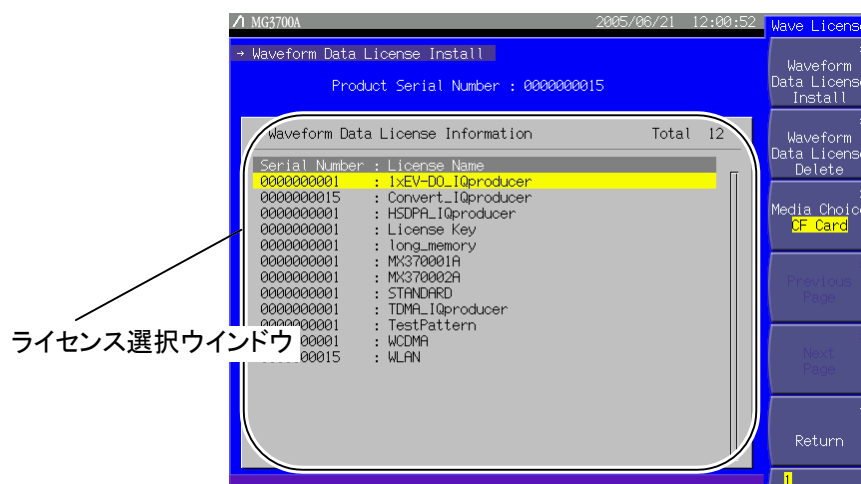 MG3700A 2005/06/21 12:00:52
→ Waveform Data License Install
Product Serial Number : 0000000015
Waveform Data License Information Total 12
Serial Number : License Name
0000000001 : 1xEV-DO_IQproducer
0000000015 : Convert_IQproducer
0000000001 : HSDPA_IQproducer
0000000001 : License Key
0000000001 : long_memory
0000000001 : MX370001A
0000000001 : MX370002A
0000000001 : STANDARD
0000000001 : TDMA_IQproducer
0000000001 : TestPattern
00001 : WCDMA
00015 : WLAN
ライセンス選択ウインドウ
Wave License
Waveform
Data License
Install
Waveform
Data License
Delete
Media Choice
CF Card
Previous
Page
Next
Page
Return
1